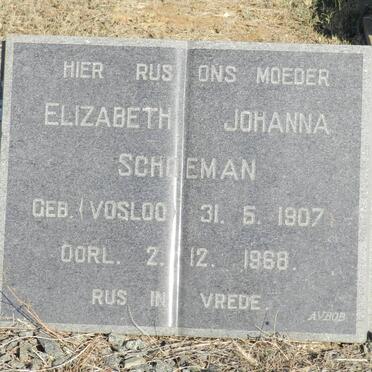 HIER RUS ONS MOEDER
ELIZABETH JOHANNA
SCHOEMAN
GEB. (VOSLOO) 31. 5. 1907
OORL. 2. 12. 1968.
RUS IN VREDE.
AVBOB